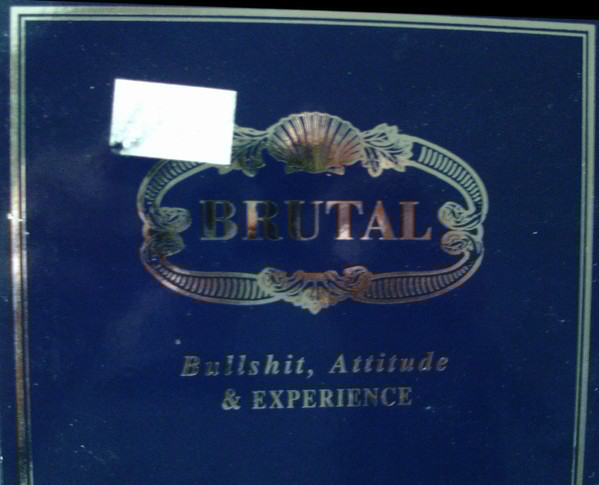 BRUTAL
Bullshit, Attitude
& EXPERIENCE